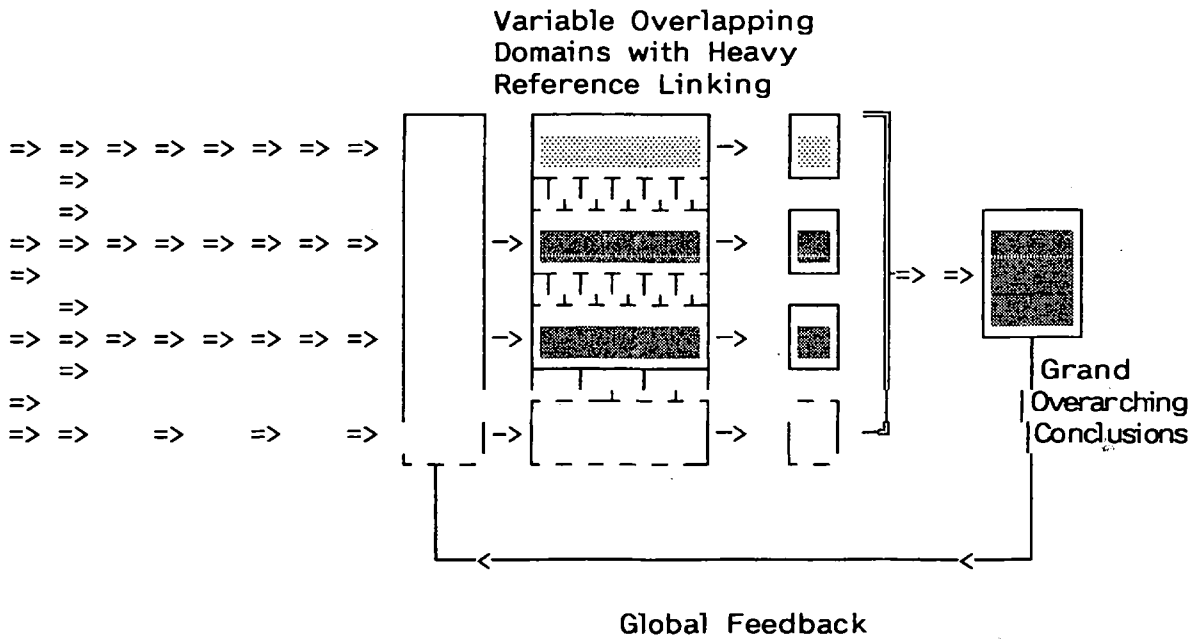 Variable Overlapping
Domains with Heavy
Reference Linking
=> => => => => => => => -> ->
=>
=>
=> => => => => => => => -> ->
=> => =>
=>
=> => => => => => => => -> ->
=>
=>
=> => => => => -> ->
Grand
Overarching
Conclusions
Global Feedback